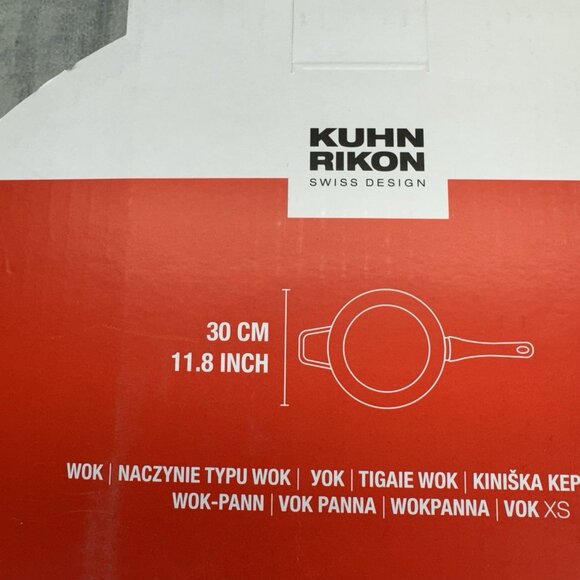 KUHN
RIKON
SWISS DESIGN
30 CM
11.8 INCH
WOK | NACZYNIE TYPU WOK | УОК | TIGAIE WOK | KINIŠKA KEP
WOK-PANN | VOK PANNA | WOKPANNA | VOK XS